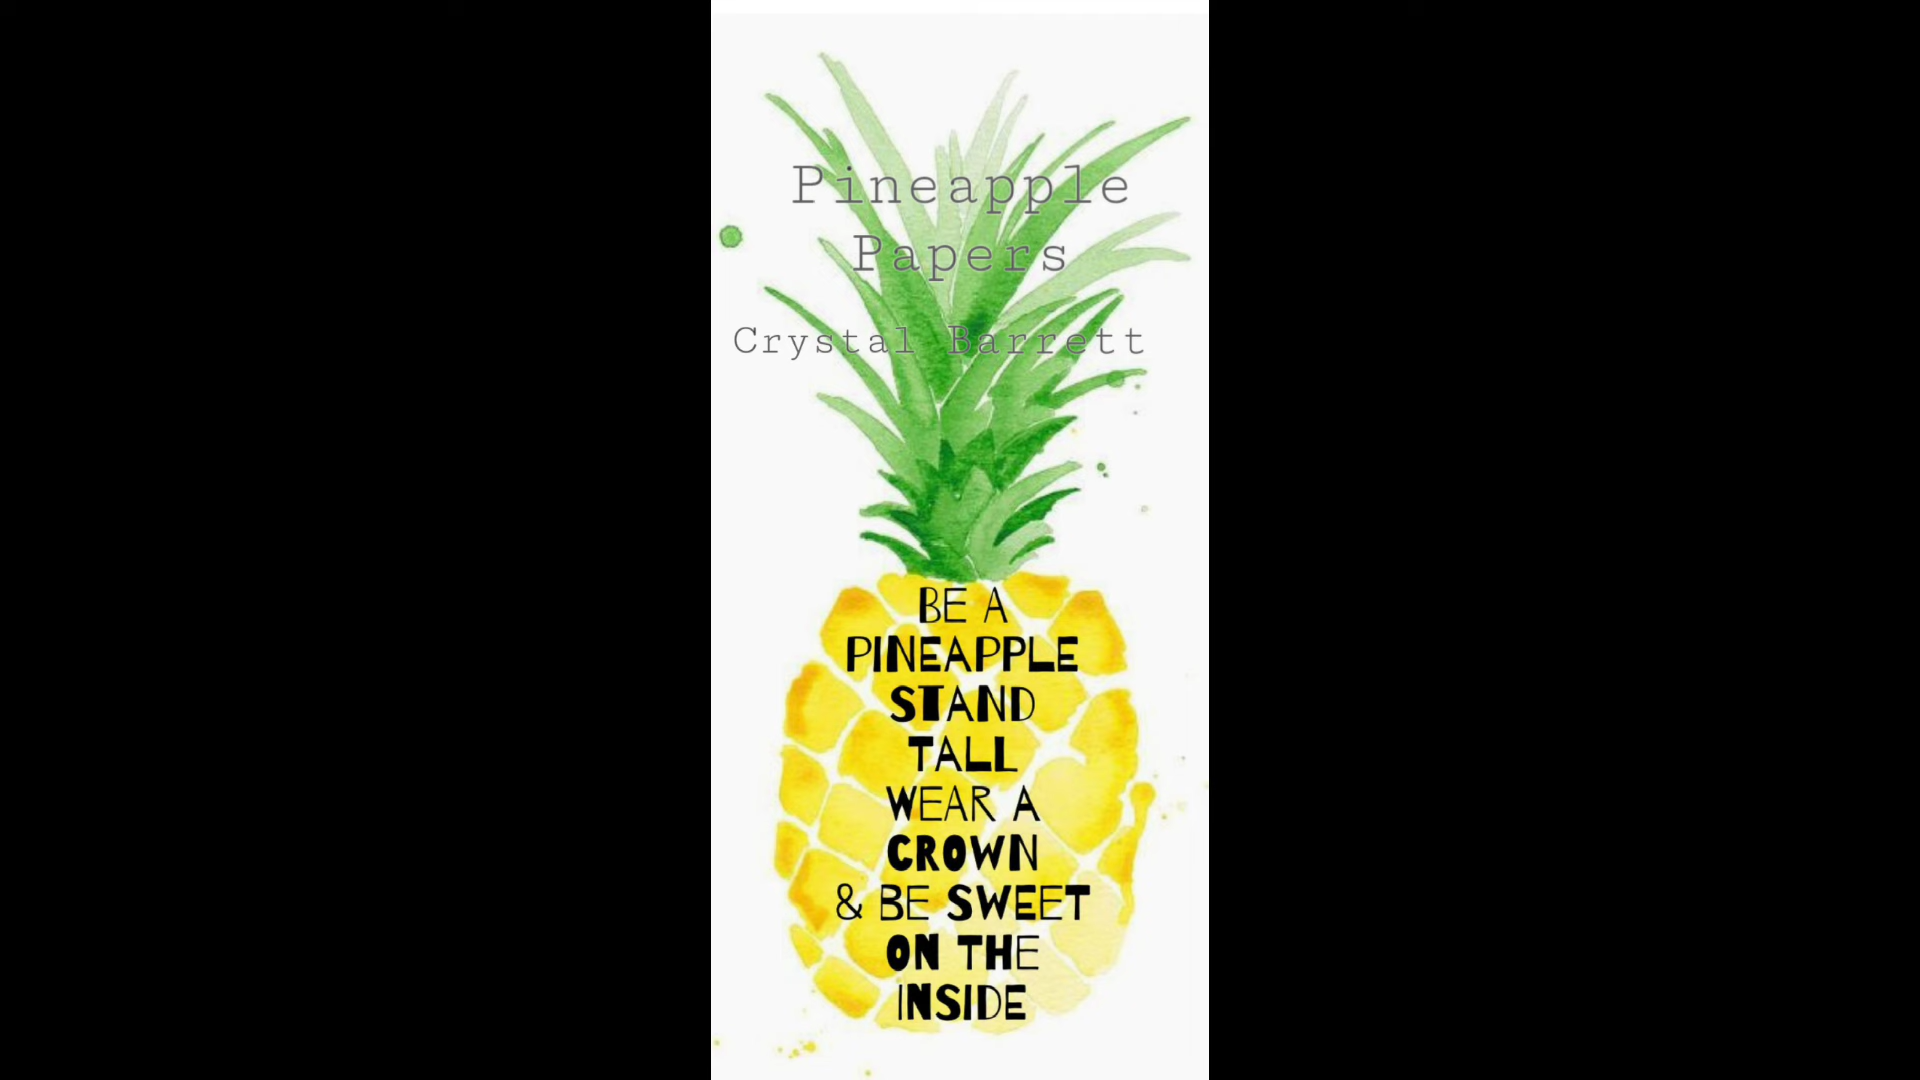 Pineapple
Papers
Crystal Barrett
BE A
PINEAPPLE
STAND
TALL
WEAR A
CROWN
& BE SWEET
ON THE
INSIDE